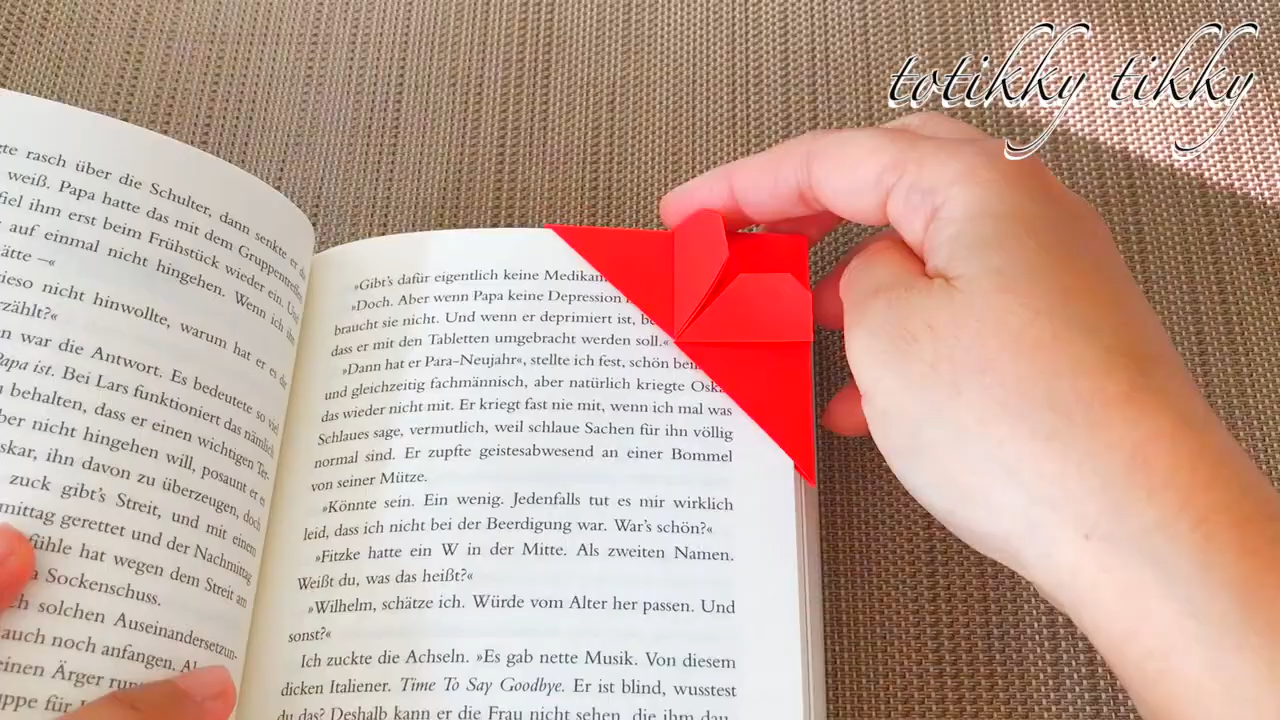 totikky tikky
gte rasch über die Schulter, dann senkte er d
weiß. Papa hatte das mit dem Gruppentreffen
fiel ihm erst beim Frühstück wieder ein. Und
r auf einmal nicht hingehen. Wenn ich ihn
ätte –«
ieso nicht hinwollte, warum hat er es dir
rzählt?«
n war die Antwort. Es bedeutete so viel
Papa ist. Bei Lars funktioniert das nämlich
u behalten, dass er einen wichtigen Ter-
ber nicht hingehen will, posaunt er es
skar, ihn davon zu überzeugen, doch
zuck gibt's Streit, und mit einem
mittag gerettet und der Nachmittag
fühle hat wegen dem Streit am
Sockenschuss.
ch solchen Auseinandersetzun-
auch noch anfangen. Al
einen Ärger run
ppe für
»Gibt's dafür eigentlich keine Medikam
»Doch. Aber wenn Papa keine Depression
braucht sie nicht. Und wenn er deprimiert ist, be
dass er mit den Tabletten umgebracht werden soll.«
»Dann hat er Para-Neujahr«, stellte ich fest, schön bei
und gleichzeitig fachmännisch, aber natürlich kriegte Osk
das wieder nicht mit. Er kriegt fast nie mit, wenn ich mal was
Schlaues sage, vermutlich, weil schlaue Sachen für ihn völlig
normal sind. Er zupfte geistesabwesend an einer Bommel
von seiner Mütze.
»Könnte sein. Ein wenig. Jedenfalls tut es mir wirklich
leid, dass ich nicht bei der Beerdigung war. War's schön?«
»Fitzke hatte ein W in der Mitte. Als zweiten Namen.
Weißt du, was das heißt?«
»Wilhelm, schätze ich. Würde vom Alter her passen. Und
sonst?«
Ich zuckte die Achseln. »Es gab nette Musik. Von diesem
dicken Italiener. Time To Say Goodbye. Er ist blind, wusstest
du das? Deshalb kann er die Frau nicht sehen, die ihm dau